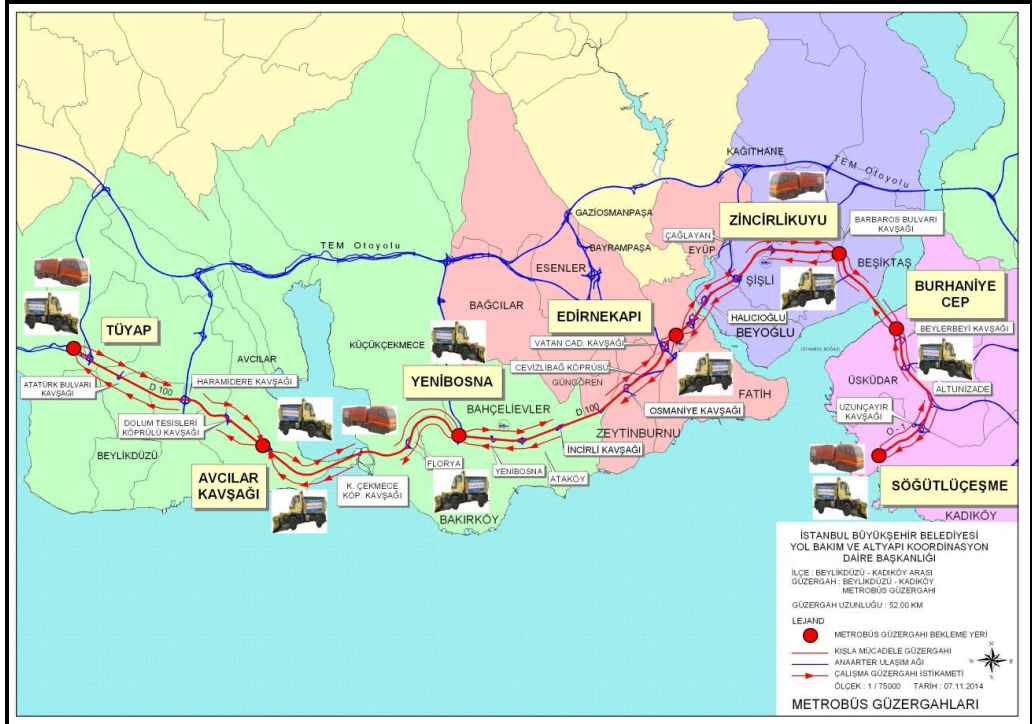 KAĞITHANE
TEM Otoyolu
GAZİOSMANPAŞA
ZİNCİRLİKUYU
BARBAROS BULVARI
KAVŞAĞI
ÇAĞLAYAN
EYÜP
BAYRAMPAŞA
TEM Otoyolu
ESENLER
BEŞİKTAŞ
ŞİŞLİ
BURHANİYE
CEP
BAĞCILAR
EDİRNEKAPI
HALICIOĞLU
BEYOĞLU
BEYLERBEYİ KAVŞAĞI
TÜYAP
AVCILAR
KÜÇÜKÇEKMECE
VATAN CAD. KAVŞAĞI
İSTANBUL BOĞAZI
CEVİZLİBAĞ KÖPRÜSÜ
YENİBOSNA
GÜNGÖREN
ATATÜRK BULVARI
KAVŞAĞI
D 100
HARAMİDERE KAVŞAĞI
FATİH
ÜSKÜDAR
ALTUNİZADE
BAHÇELİEVLER
D 100
OSMANİYE KAVŞAĞI
UZUNÇAYIR
KAVŞAĞI
O - 1
DOLUM TESİSLERİ
KÖPRÜLÜ KAVŞAĞI
ZEYTİNBURNU
İNCİRLİ KAVŞAĞI
BEYLİKDÜZÜ
AVCILAR
KAVŞAĞI
FLORYA
YENİBOSNA
ATAKÖY
K. ÇEKMECE
KÖP. KAVŞAĞI
SÖĞÜTLÜÇEŞME
BAKIRKÖY
KADIKÖY
İSTANBUL BÜYÜKŞEHİR BELEDİYESİ
YOL BAKIM VE ALTYAPI KOORDİNASYON
DAİRE BAŞKANLIĞI
İLÇE : BEYLİKDÜZÜ - KADIKÖY ARASI
GÜZERGAH : BEYLİKDÜZÜ - KADIKÖY
METROBÜS GÜZERGAHI
GÜZERGAH UZUNLUĞU : 52.00 KM
LEJAND
METROBÜS GÜZERGAHI BEKLEME YERİ
KIŞLA MÜCADELE GÜZERGAHI
ANAARTER ULAŞIM AĞI
ÇALIŞMA GÜZERGAHI İSTİKAMETİ
N
W
E
S
ÖLÇEK : 1 / 75000 TARİH : 07.11.2014
METROBÜS GÜZERGAHLARI